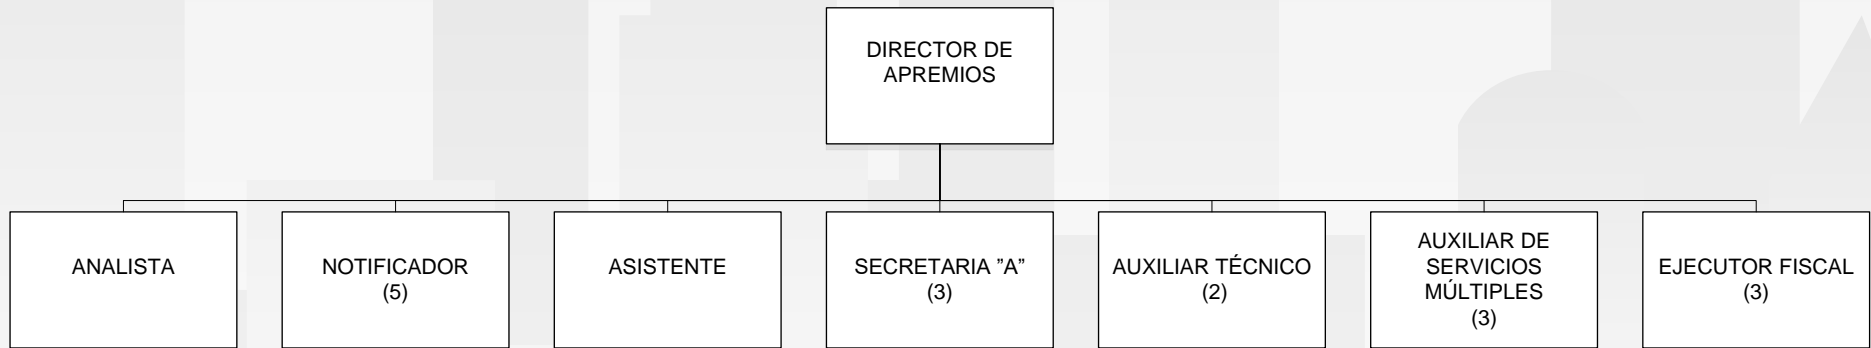 DIRECTOR DE
APREMIOS
ANALISTA
NOTIFICADOR
(5)
ASISTENTE
SECRETARIA ”A”
(3)
AUXILIAR TÉCNICO
(2)
AUXILIAR DE
SERVICIOS
MÚLTIPLES
(3)
EJECUTOR FISCAL
(3)